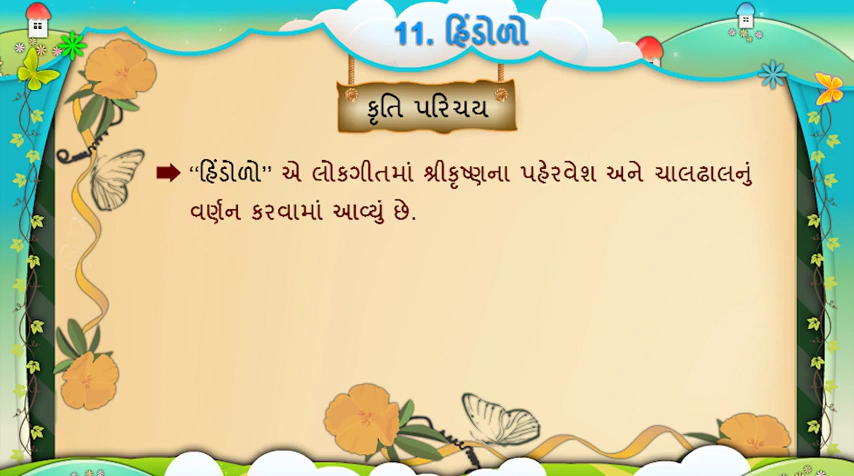 11. હિંડોળો
કૃતિ પરિચય
➡ “હિંડોળો” એ લોકગીતમાં શ્રીકૃષ્ણના પહેરવેશ અને ચાલઢાલનું
વર્ણન કરવામાં આવ્યું છે.